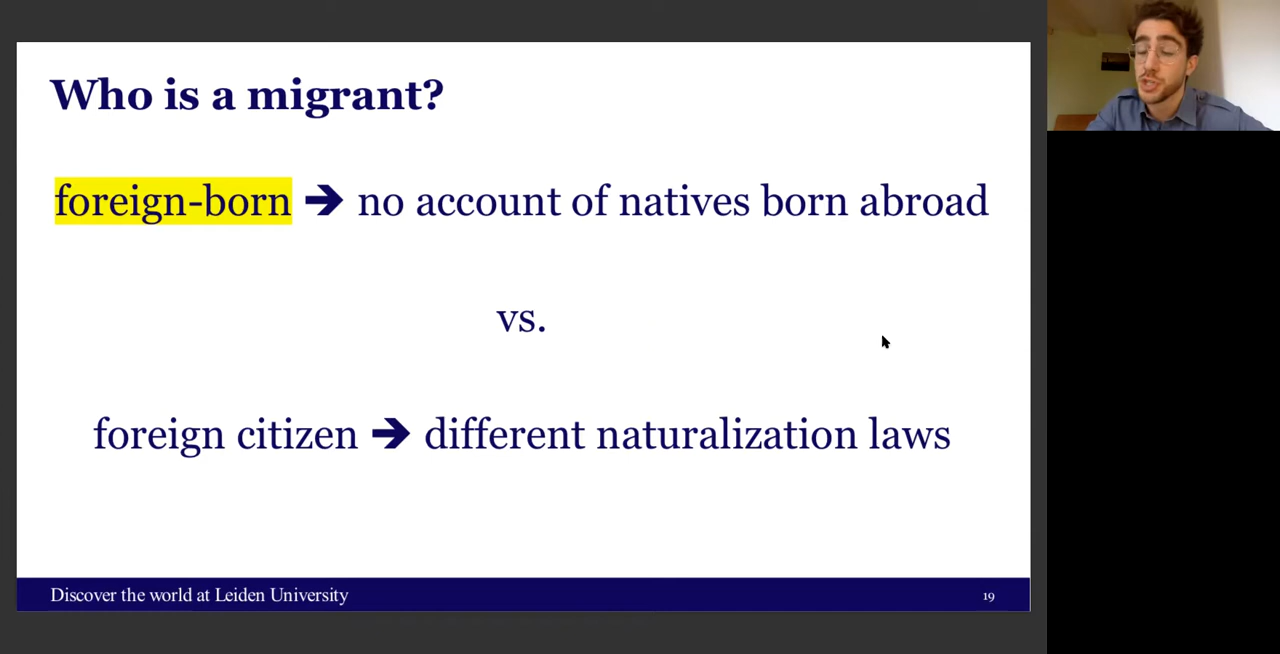 Who is a migrant?
foreign-born ➔ no account of natives born abroad
vs.
foreign citizen ➔ different naturalization laws
Discover the world at Leiden University
19